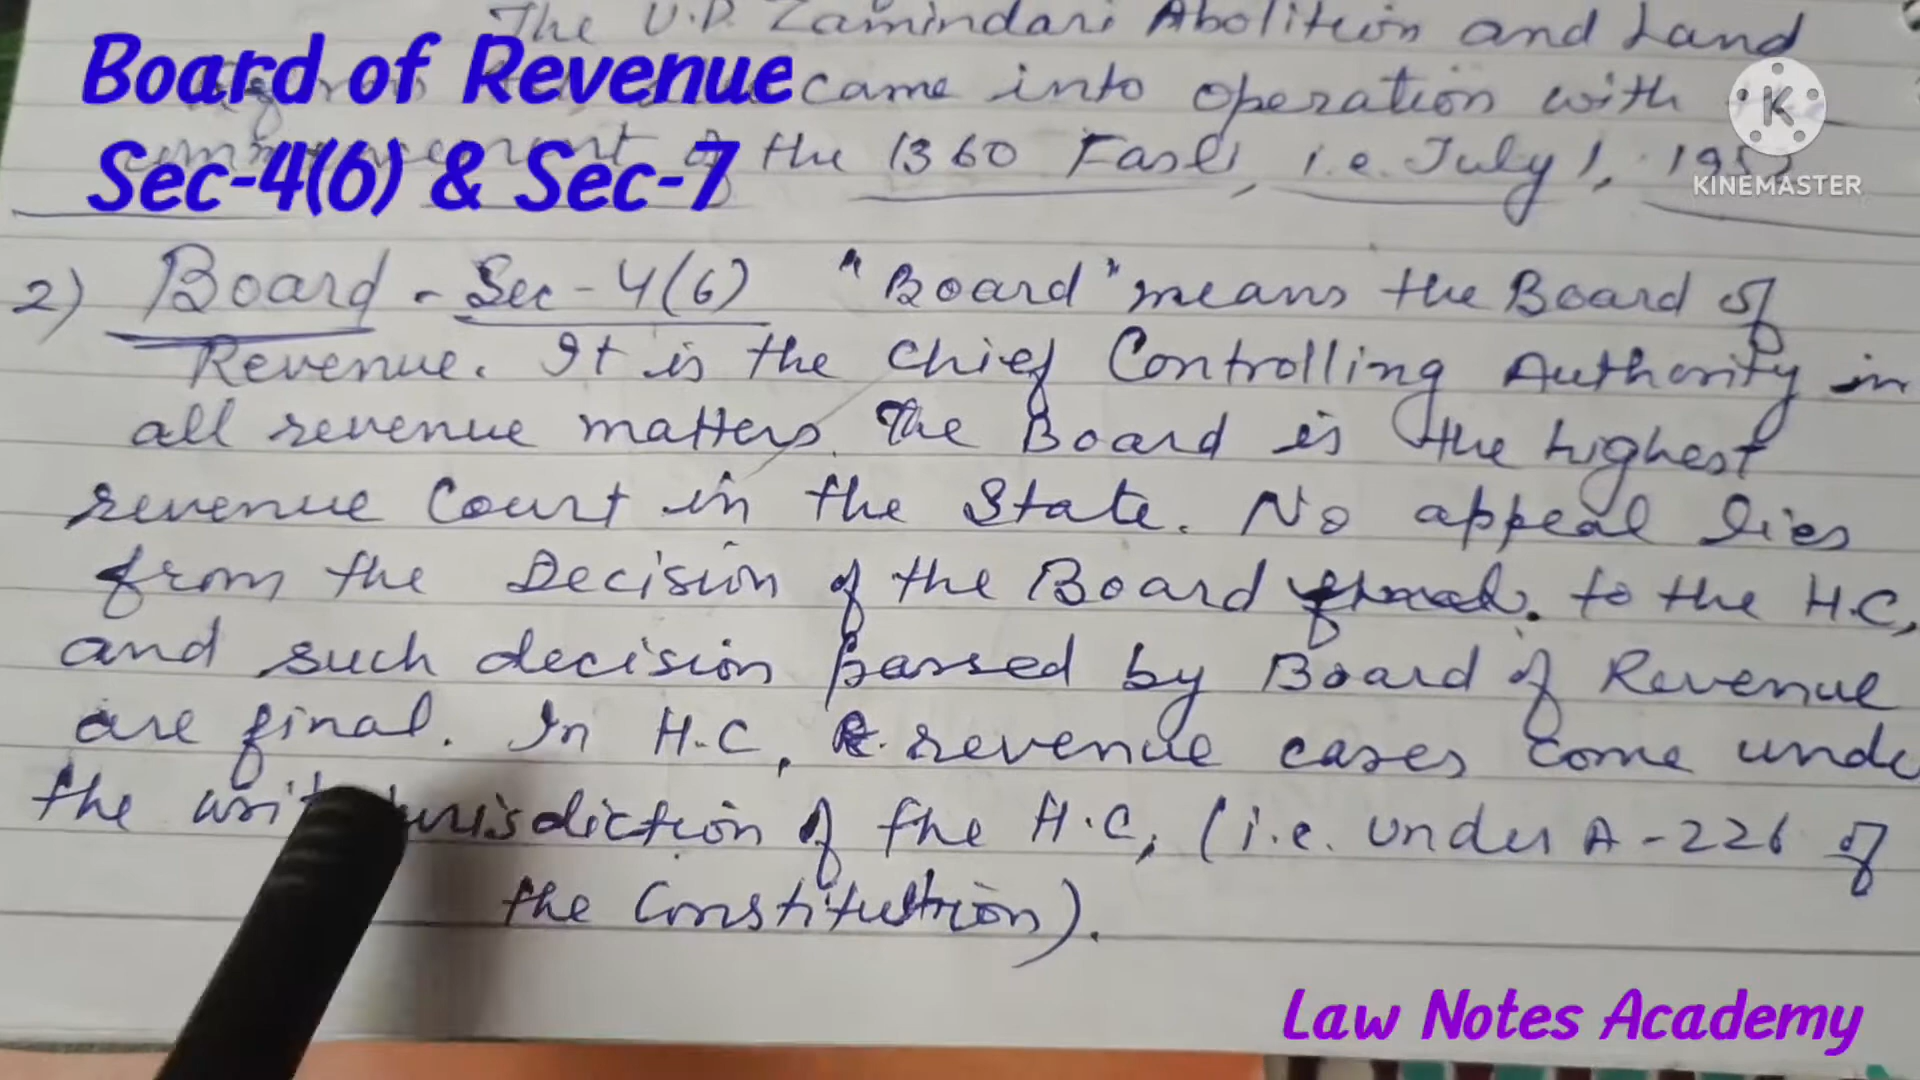 The U.P. Zamindari Abolition and Land
Board of Revenue
came into operation with
Sec-4(6) & Sec-7
the 1360 Fasli, i.e. July 1, 195
K
KINEMASTER
2) Board - Sec-4(6) "Board" means the Board of
Revenue. It is the Chief Controlling Authority in
all revenue matters. The Board is the highest
revenue Court in the State. No appeal lies
from the Decision of the Board to the H.C,
and such decision passed by Board of Revenue
are final. In H.C, revenue cases come unde
the writ jurisdiction of the H.C, (i.e. under A-226 of
the Constitution).
Law Notes Academy